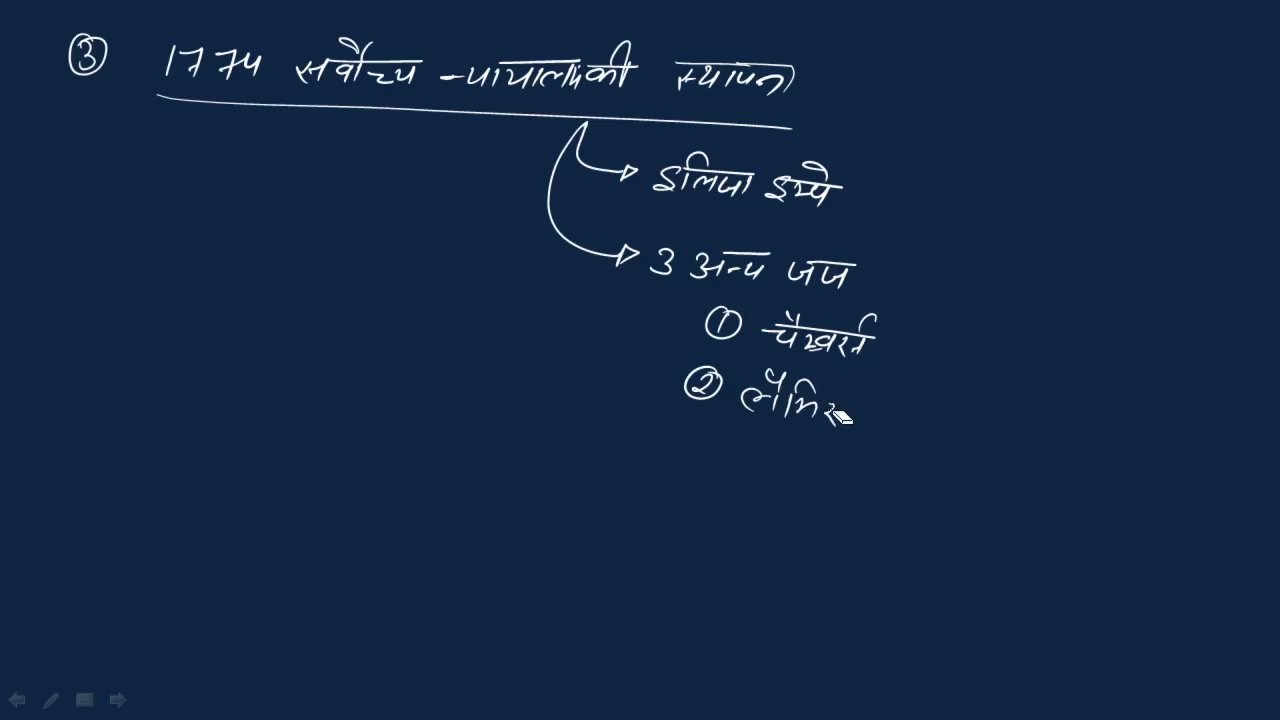 ③ 1774 सर्वोच्य न्यायालय की स्थापना
इलिजा इम्पे
3 अन्य जज
① चैम्बर्स
② लैमिस